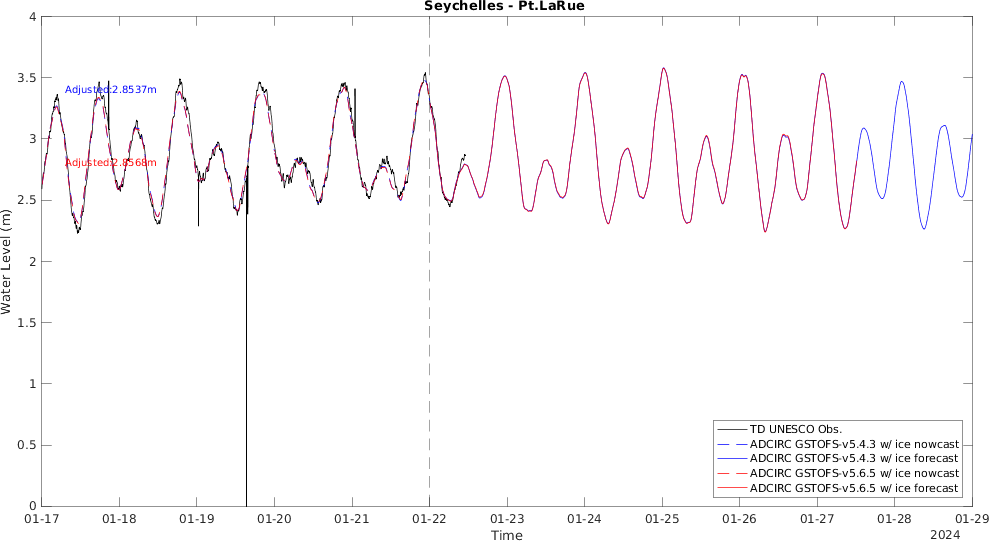 Seychelles - Pt.LaRue
4
3.5
3
2.5
2
1.5
1
0.5
0
Water Level (m)
Adjusted:2.8537m
Adjusted:2.8568m
TD UNESCO Obs.
ADCIRC GSTOFS-v5.4.3 w/ ice nowcast
ADCIRC GSTOFS-v5.4.3 w/ ice forecast
ADCIRC GSTOFS-v5.6.5 w/ ice nowcast
ADCIRC GSTOFS-v5.6.5 w/ ice forecast
01-17 01-18 01-19 01-20 01-21 01-22 01-23 01-24 01-25 01-26 01-27 01-28 01-29
Time
2024